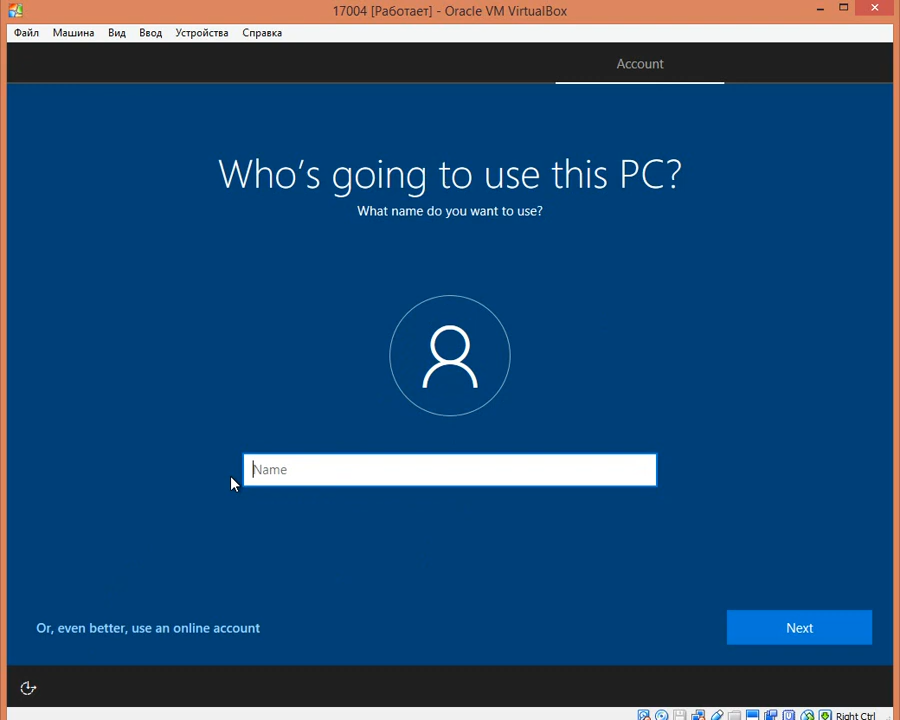 17004 [Работает] - Oracle VM VirtualBox
Файл Машина Вид Ввод Устройства Справка
Account
Who's going to use this PC?
What name do you want to use?
Name
Or, even better, use an online account
Next
Right Ctrl